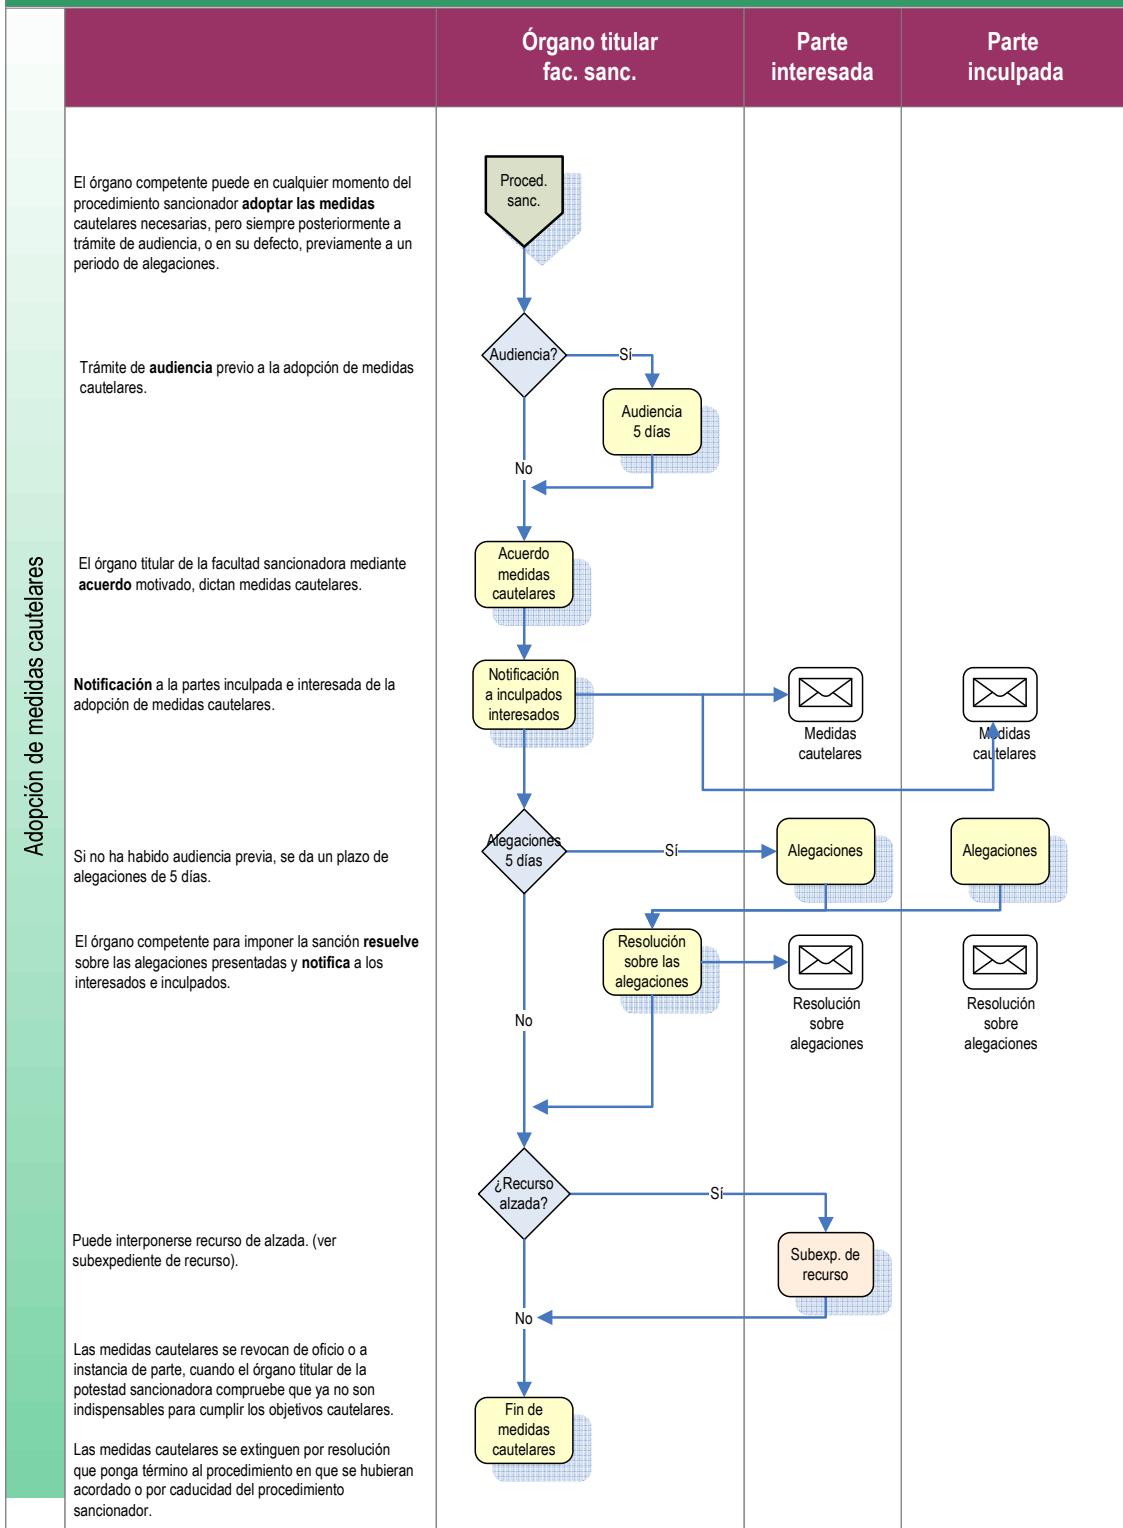 Órgano titular
fac. sanc.
Parte
interesada
Parte
inculpada
Adopción de medidas cautelares
El órgano competente puede en cualquier momento del
procedimiento sancionador adoptar las medidas
cautelares necesarias, pero siempre posteriormente a
trámite de audiencia, o en su defecto, previamente a un
periodo de alegaciones.
Proced.
sanc.
Audiencia?
Sí
Trámite de audiencia previo a la adopción de medidas
cautelares.
Audiencia
5 días
No
El órgano titular de la facultad sancionadora mediante
acuerdo motivado, dictan medidas cautelares.
Acuerdo
medidas
cautelares
Notificación a la partes inculpada e interesada de la
adopción de medidas cautelares.
Notificación
a inculpados
interesados
Medidas
cautelares
Medidas
cautelares
Si no ha habido audiencia previa, se da un plazo de
alegaciones de 5 días.
Alegaciones
5 días
Sí
Alegaciones
Alegaciones
El órgano competente para imponer la sanción resuelve
sobre las alegaciones presentadas y notifica a los
interesados e inculpados.
Resolución
sobre las
alegaciones
Resolución
sobre
alegaciones
Resolución
sobre
alegaciones
No
¿Recurso
alzada?
Sí
Puede interponerse recurso de alzada. (ver
subexpediente de recurso).
Subexp. de
recurso
No
Las medidas cautelares se revocan de oficio o a
instancia de parte, cuando el órgano titular de la
potestad sancionadora compruebe que ya no son
indispensables para cumplir los objetivos cautelares.
Fin de
medidas
cautelares
Las medidas cautelares se extinguen por resolución
que ponga término al procedimiento en que se hubieran
acordado o por caducidad del procedimiento
sancionador.